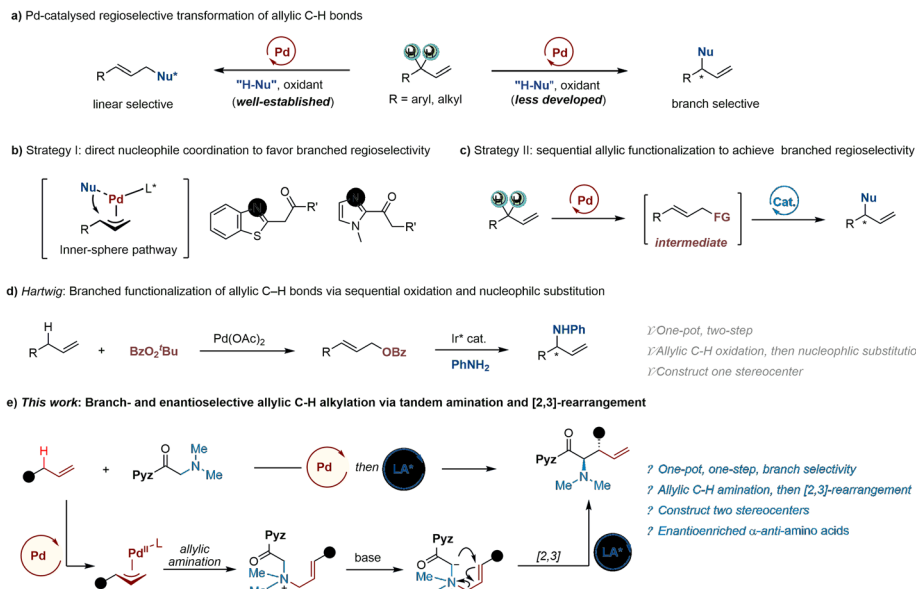 a) Pd-catalysed regioselective transformation of allylic C-H bonds
H H Nu
Pd Pd
R Nu* "H-Nu", oxidant R "H-Nu", oxidant R *
linear selective (well-established) R = aryl, alkyl (less developed) branch selective
b) Strategy I: direct nucleophile coordination to favor branched regioselectivity
Nu Pd L*
R
Inner-sphere pathway
N S O R'
N N O R'
c) Strategy II: sequential allylic functionalization to achieve branched regioselectivity
H H Nu
R Pd R FG Cat. R *
intermediate
d) Hartwig: Branched functionalization of allylic C–H bonds via sequential oxidation and nucleophilc substitution
H NHPh
R + BzO₂ᵗBu Pd(OAc)₂ R OBz Ir* cat. R *
PhNH₂
ϒOne-pot, two-step
ϒAllylic C-H oxidation, then nucleophlic substitutio
ϒConstruct one stereocenter
e) This work: Branch- and enantioselective allylic C-H alkylation via tandem amination and [2,3]-rearrangement
H O Me
+ Pyz N Me Pd then LA* Pyz O
Me N Me
? One-pot, one-step, branch selectivity
? Allylic C-H amination, then [2,3]-rearrangement
? Construct two stereocenters
? Enantioenriched α-anti-amino acids
Pd Pdᴵᴵ L allylic amination Pyz O Me N base Pyz O Me N [2,3] LA*